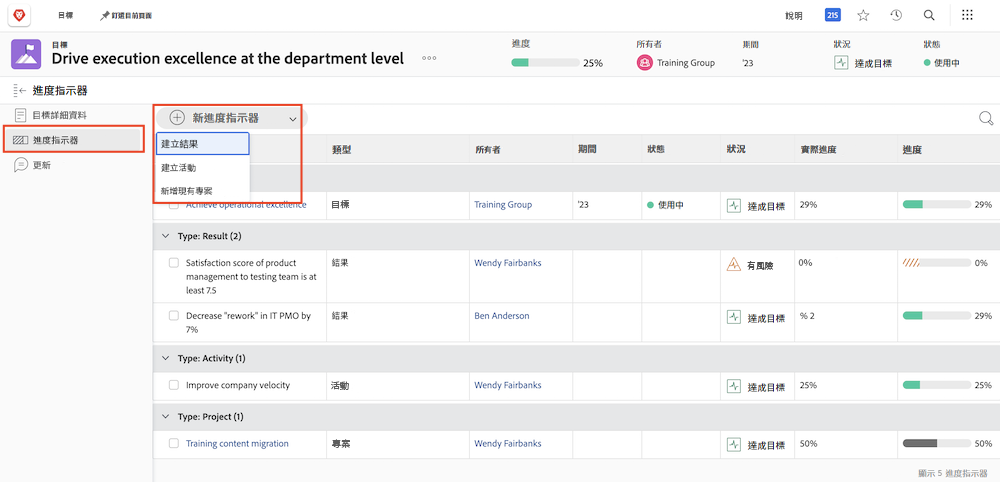 目標 釘選目前頁面 說明 215
目標
Drive execution excellence at the department level
進度 所有者 期間 狀況 狀態
25% Training Group '23 達成目標 使用中
進度指示器
目標詳細資料
進度指示器
更新
新進度指示器
建立結果
建立活動
新增現有專案
類型 所有者 期間 狀態 狀況 實際進度 進度
Achieve operational excellence 目標 Training Group '23 使用中 達成目標 29% 29%
Type: Result (2)
Satisfaction score of product 結果 Wendy Fairbanks 有風險 0% 0%
management to testing team is at
least 7.5
Decrease "rework" in IT PMO by 結果 Ben Anderson 達成目標 % 2 29%
7%
Type: Activity (1)
Improve company velocity 活動 Wendy Fairbanks 達成目標 25% 25%
Type: Project (1)
Training content migration 專案 Wendy Fairbanks 達成目標 50% 50%
顯示 5 進度指示器